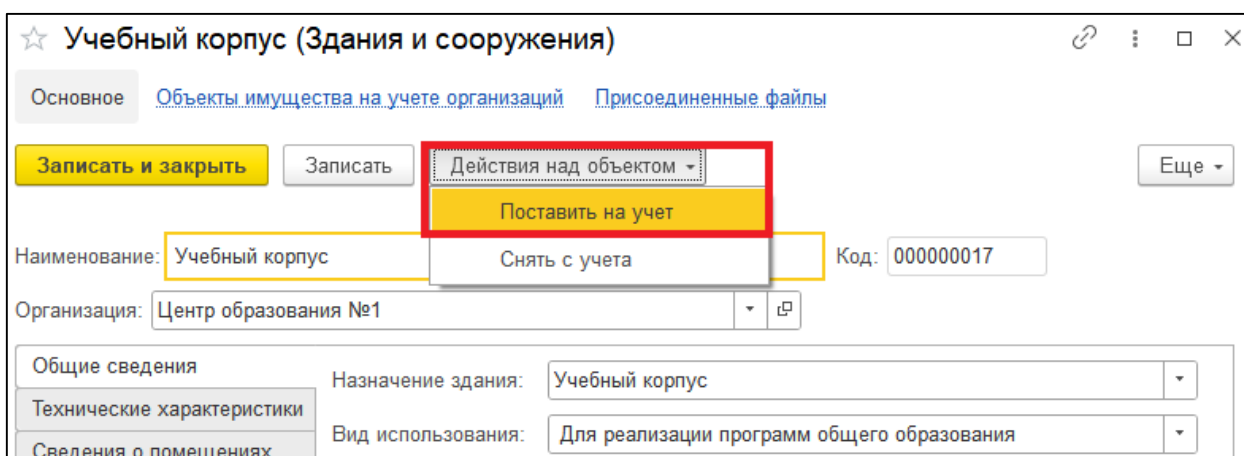 Учебный корпус (Здания и сооружения)
Основное Объекты имущества на учете организаций Присоединенные файлы
Записать и закрыть Записать Действия над объектом Еще
Поставить на учет
Наименование: Учебный корпус Снять с учета Код: 000000017
Организация: Центр образования №1
Общие сведения Назначение здания: Учебный корпус
Технические характеристики
Вид использования: Для реализации программ общего образования
Сведения о помещениях